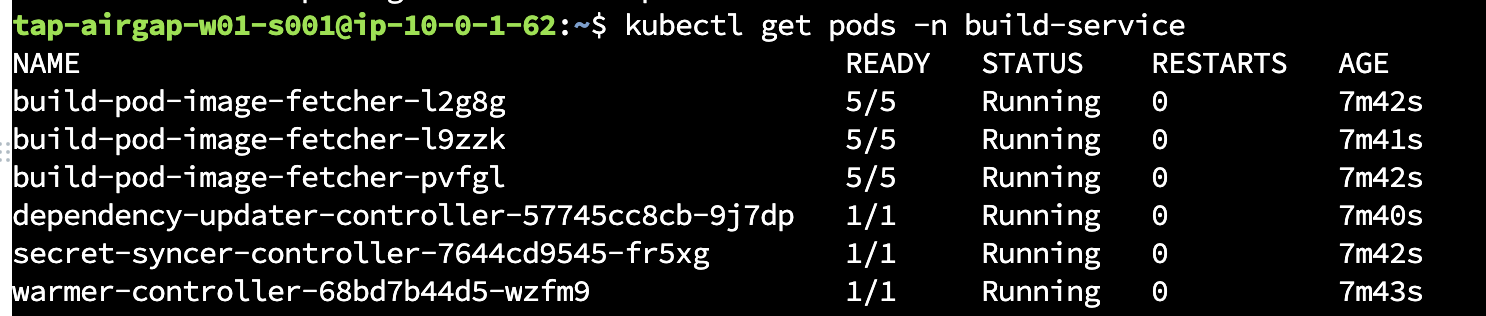 tap-airgap-w01-s001@ip-10-0-1-62:~$ kubectl get pods -n build-service
NAME READY STATUS RESTARTS AGE
build-pod-image-fetcher-l2g8g 5/5 Running 0 7m42s
build-pod-image-fetcher-l9zzk 5/5 Running 0 7m41s
build-pod-image-fetcher-pvfgl 5/5 Running 0 7m42s
dependency-updater-controller-57745cc8cb-9j7dp 1/1 Running 0 7m40s
secret-syncer-controller-7644cd9545-fr5xg 1/1 Running 0 7m42s
warmer-controller-68bd7b44d5-wzfm9 1/1 Running 0 7m43s